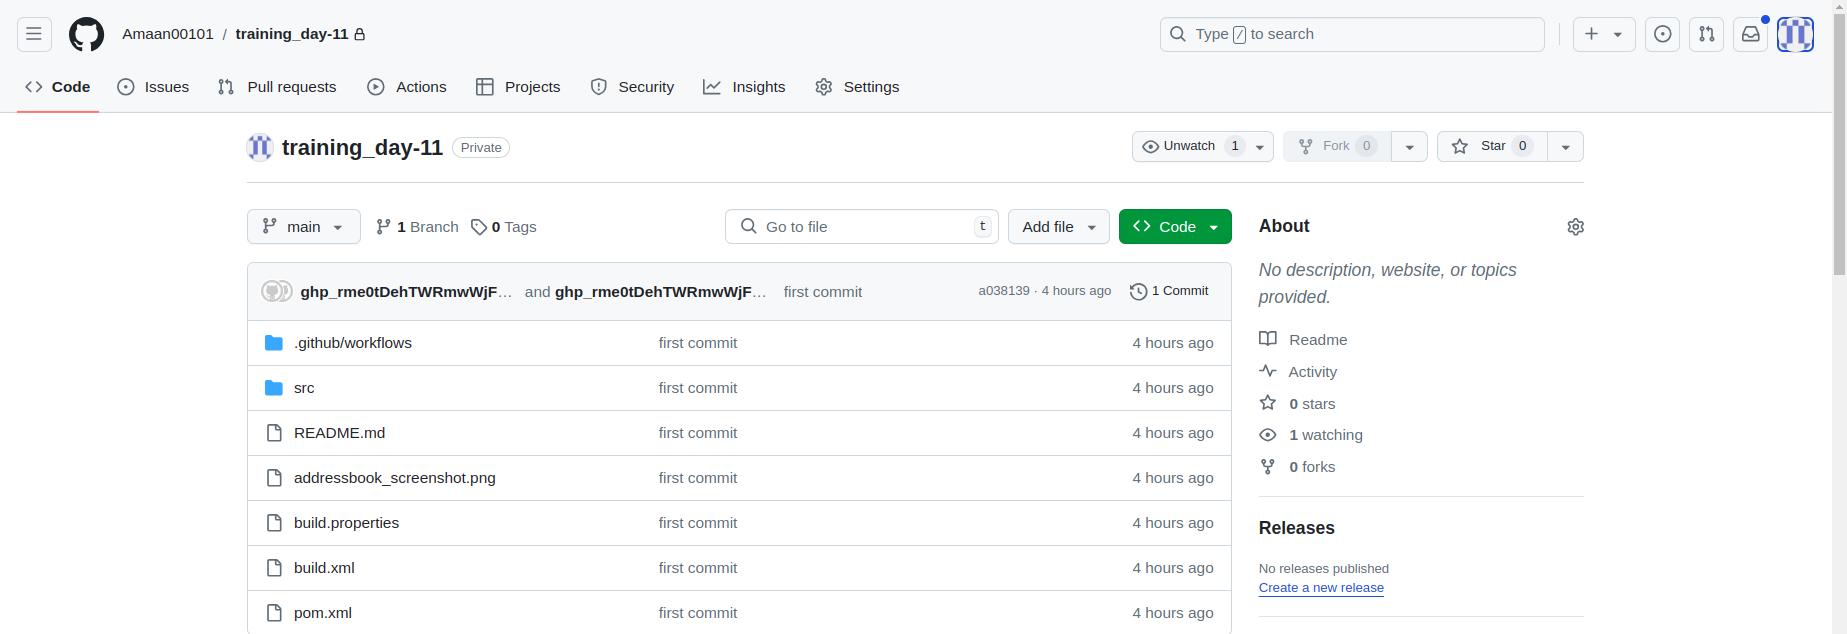 Amaan00101 / training_day-11
Type / to search
Code Issues Pull requests Actions Projects Security Insights Settings
training_day-11 Private
Unwatch 1 Fork 0 Star 0
main 1 Branch 0 Tags Go to file t Add file Code
ghp_rme0tDehTWRmwWjF… and ghp_rme0tDehTWRmwWjF… first commit a038139 · 4 hours ago 1 Commit
.github/workflows first commit 4 hours ago
src first commit 4 hours ago
README.md first commit 4 hours ago
addressbook_screenshot.png first commit 4 hours ago
build.properties first commit 4 hours ago
build.xml first commit 4 hours ago
pom.xml first commit 4 hours ago
About
No description, website, or topics
provided.
Readme
Activity
0 stars
1 watching
0 forks
Releases
No releases published
Create a new release